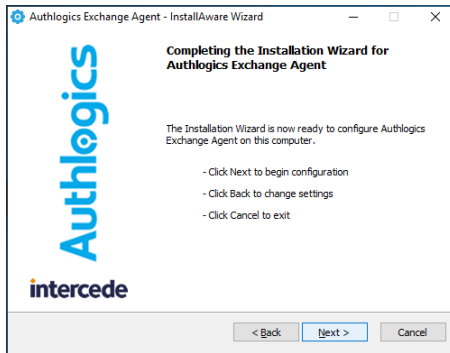 Authlogics Exchange Agent - InstallAware Wizard
Authlogics
intercede
Completing the Installation Wizard for
Authlogics Exchange Agent
The Installation Wizard is now ready to configure Authlogics
Exchange Agent on this computer.
- Click Next to begin configuration
- Click Back to change settings
- Click Cancel to exit
< Back
Next >
Cancel